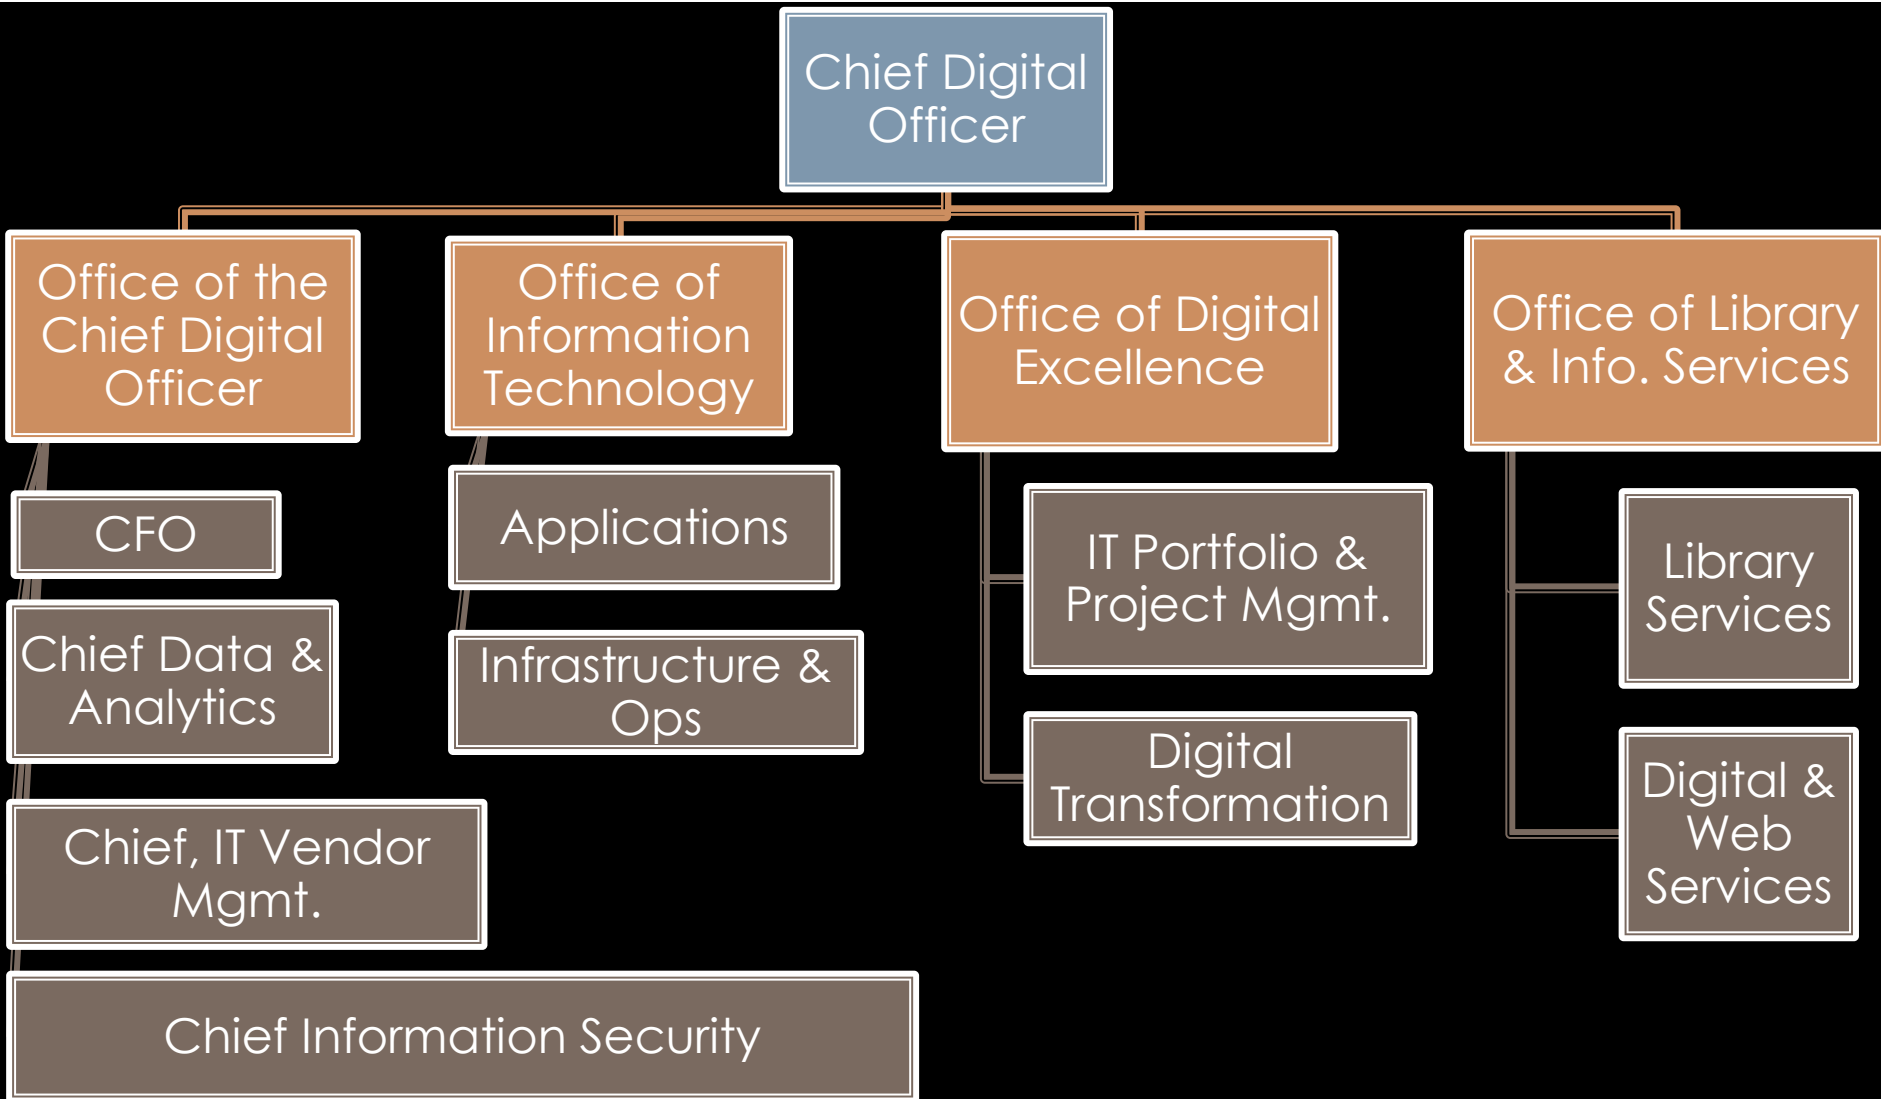 Chief Digital
Officer
Office of the
Chief Digital
Officer
CFO
Chief Data &
Analytics
Chief, IT Vendor
Mgmt.
Chief Information Security
Office of
Information
Technology
Applications
Infrastructure &
Ops
Office of Digital
Excellence
IT Portfolio &
Project Mgmt.
Digital
Transformation
Office of Library
& Info. Services
Library
Services
Digital &
Web
Services